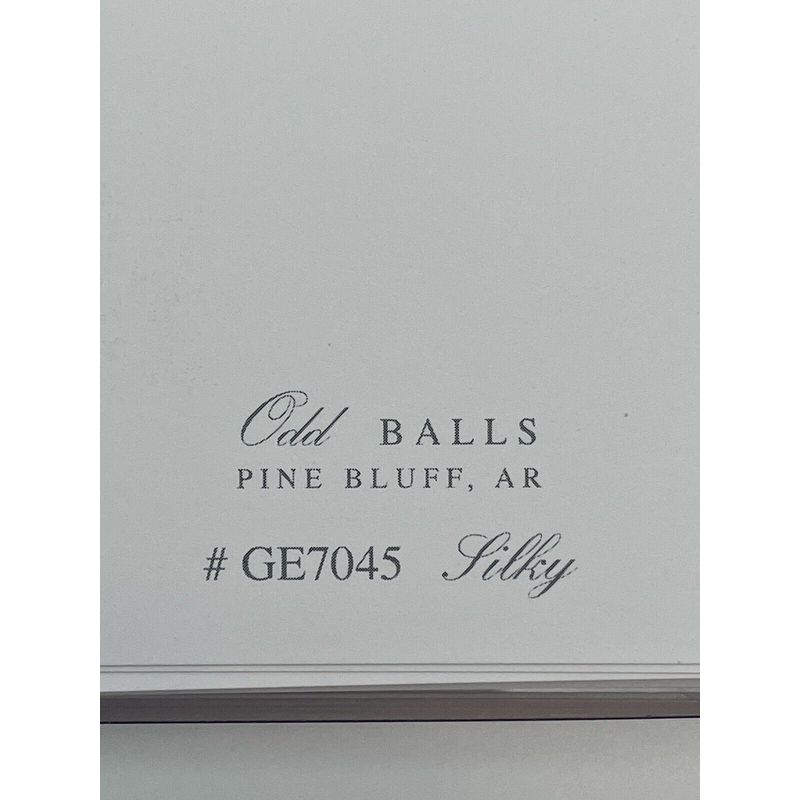 Odd BALLS
PINE BLUFF, AR
# GE7045 Silky